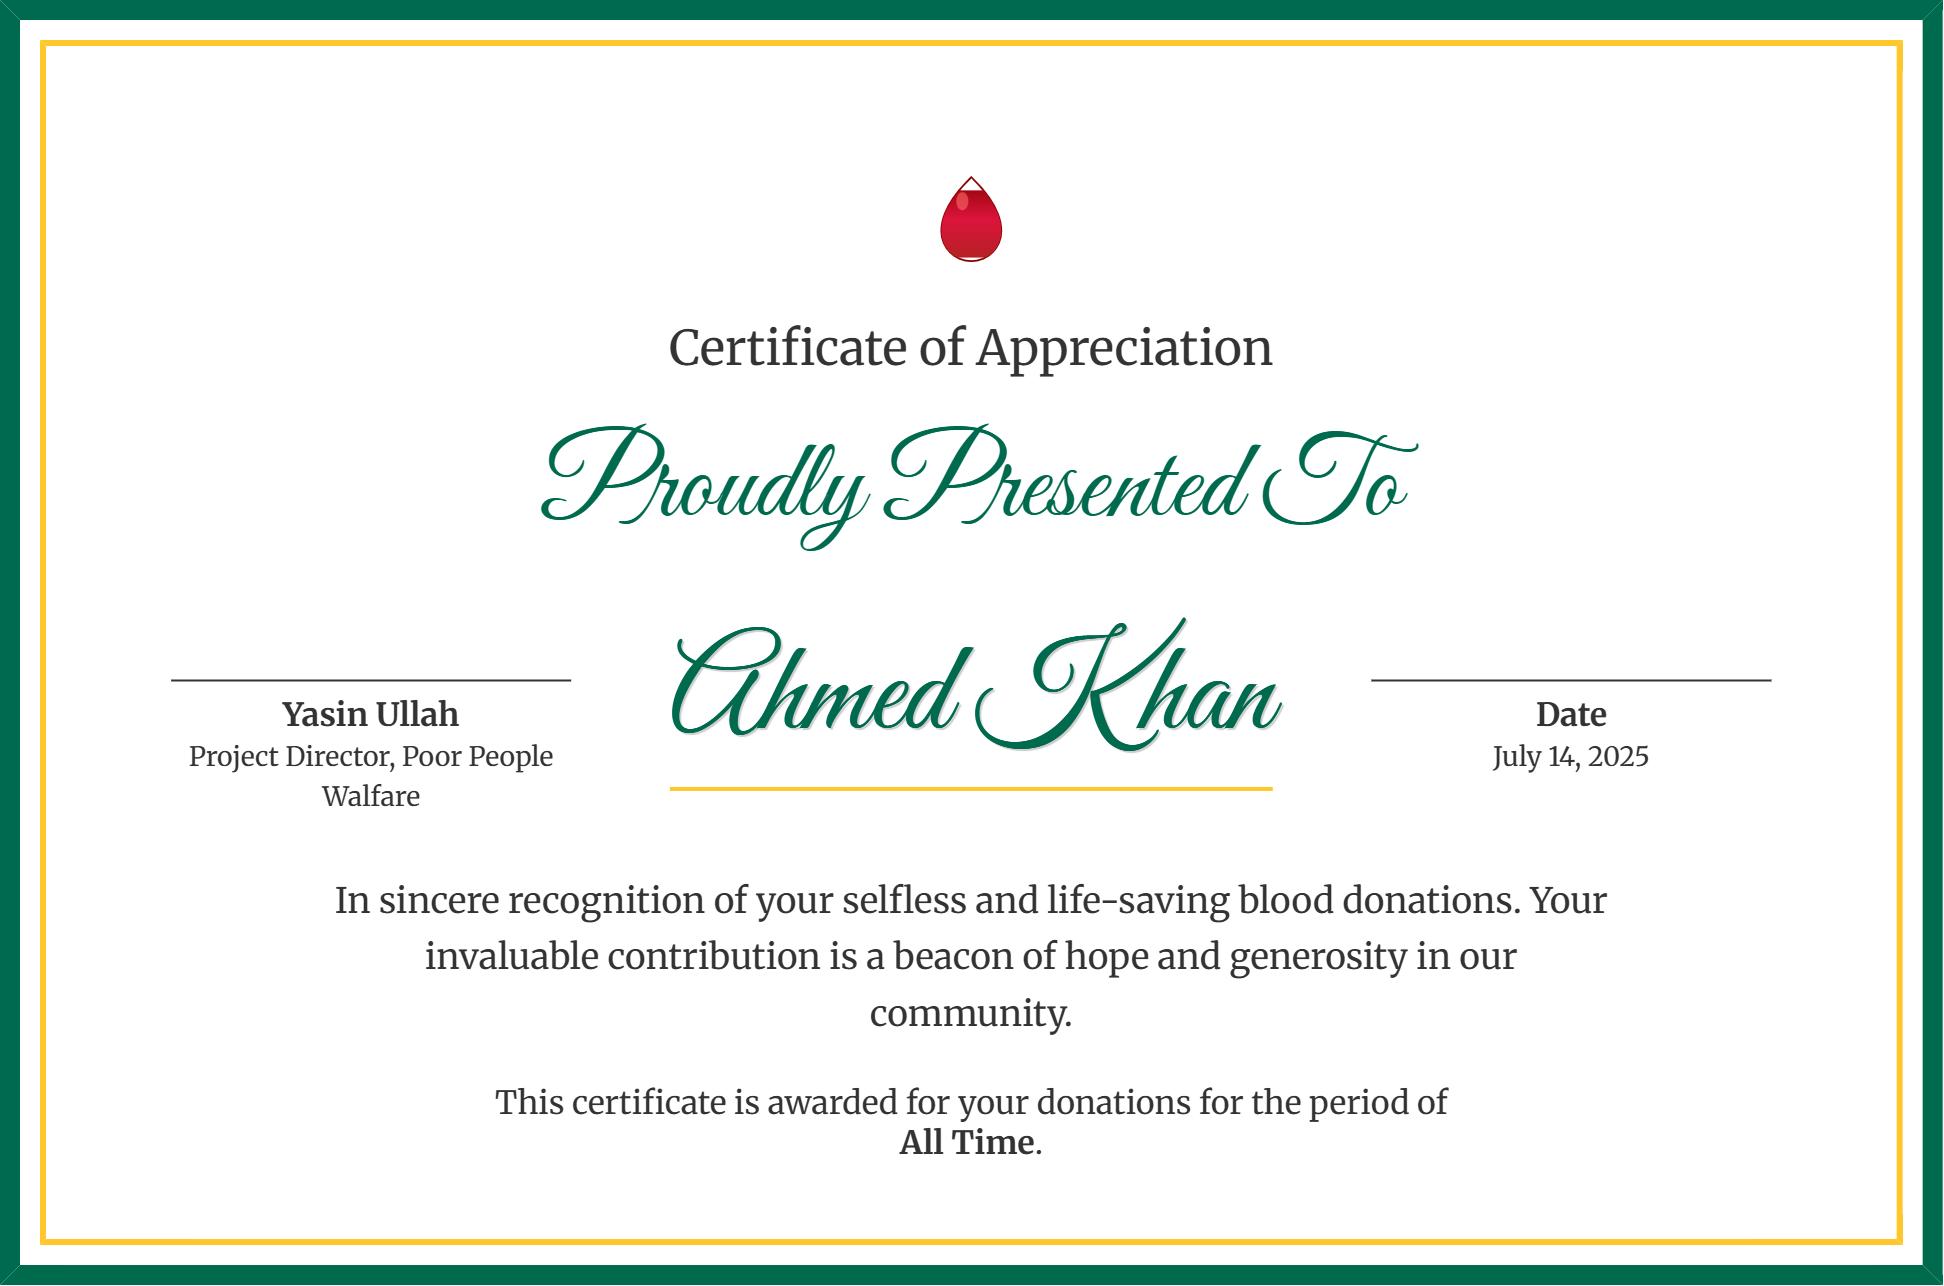 Certificate of Appreciation
Proudly Presented To
Ahmed Khan
Yasin Ullah
Project Director, Poor People
Walfare
Date
July 14, 2025
In sincere recognition of your selfless and life-saving blood donations. Your
invaluable contribution is a beacon of hope and generosity in our
community.
This certificate is awarded for your donations for the period of
All Time.